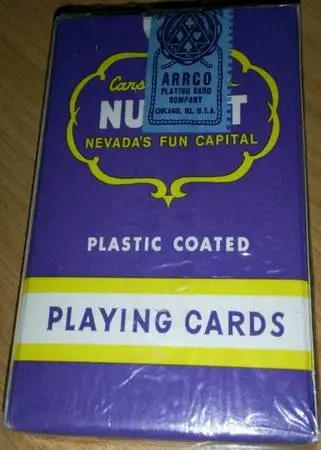 ARRCO
PLAYING CARD
COMPANY
CHICAGO, ILL. U.S.A.
NEVADA'S FUN CAPITAL
PLASTIC COATED
PLAYING CARDS